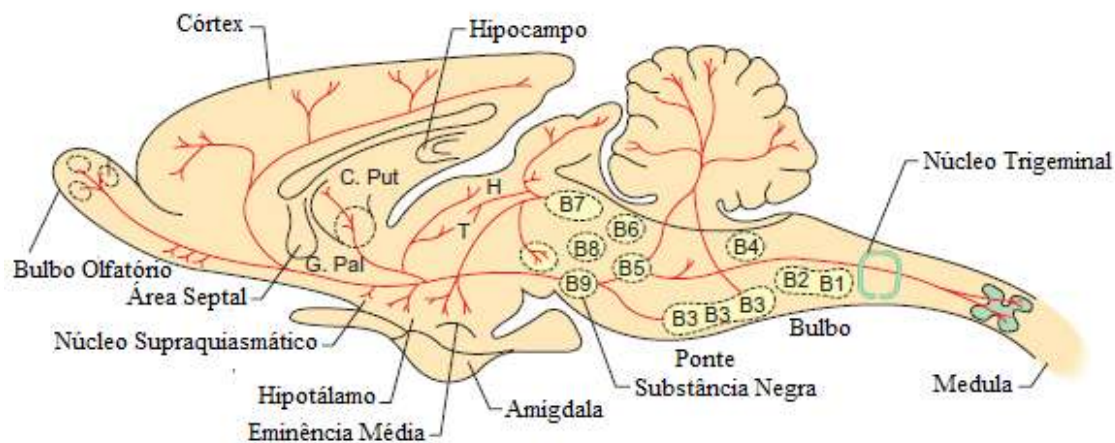 Córtex
Hipocampo
Núcleo Trigeminal
C. Put
H
T
B7
B6
B8
B5
B9
B4
B2
B1
B3
B3
B3
G. Pal
Bulbo Olfatório
Área Septal
Núcleo Supraquiasmático
Bulbo
Ponte
Hipotálamo
Amígdala
Substância Negra
Medula
Eminência Média